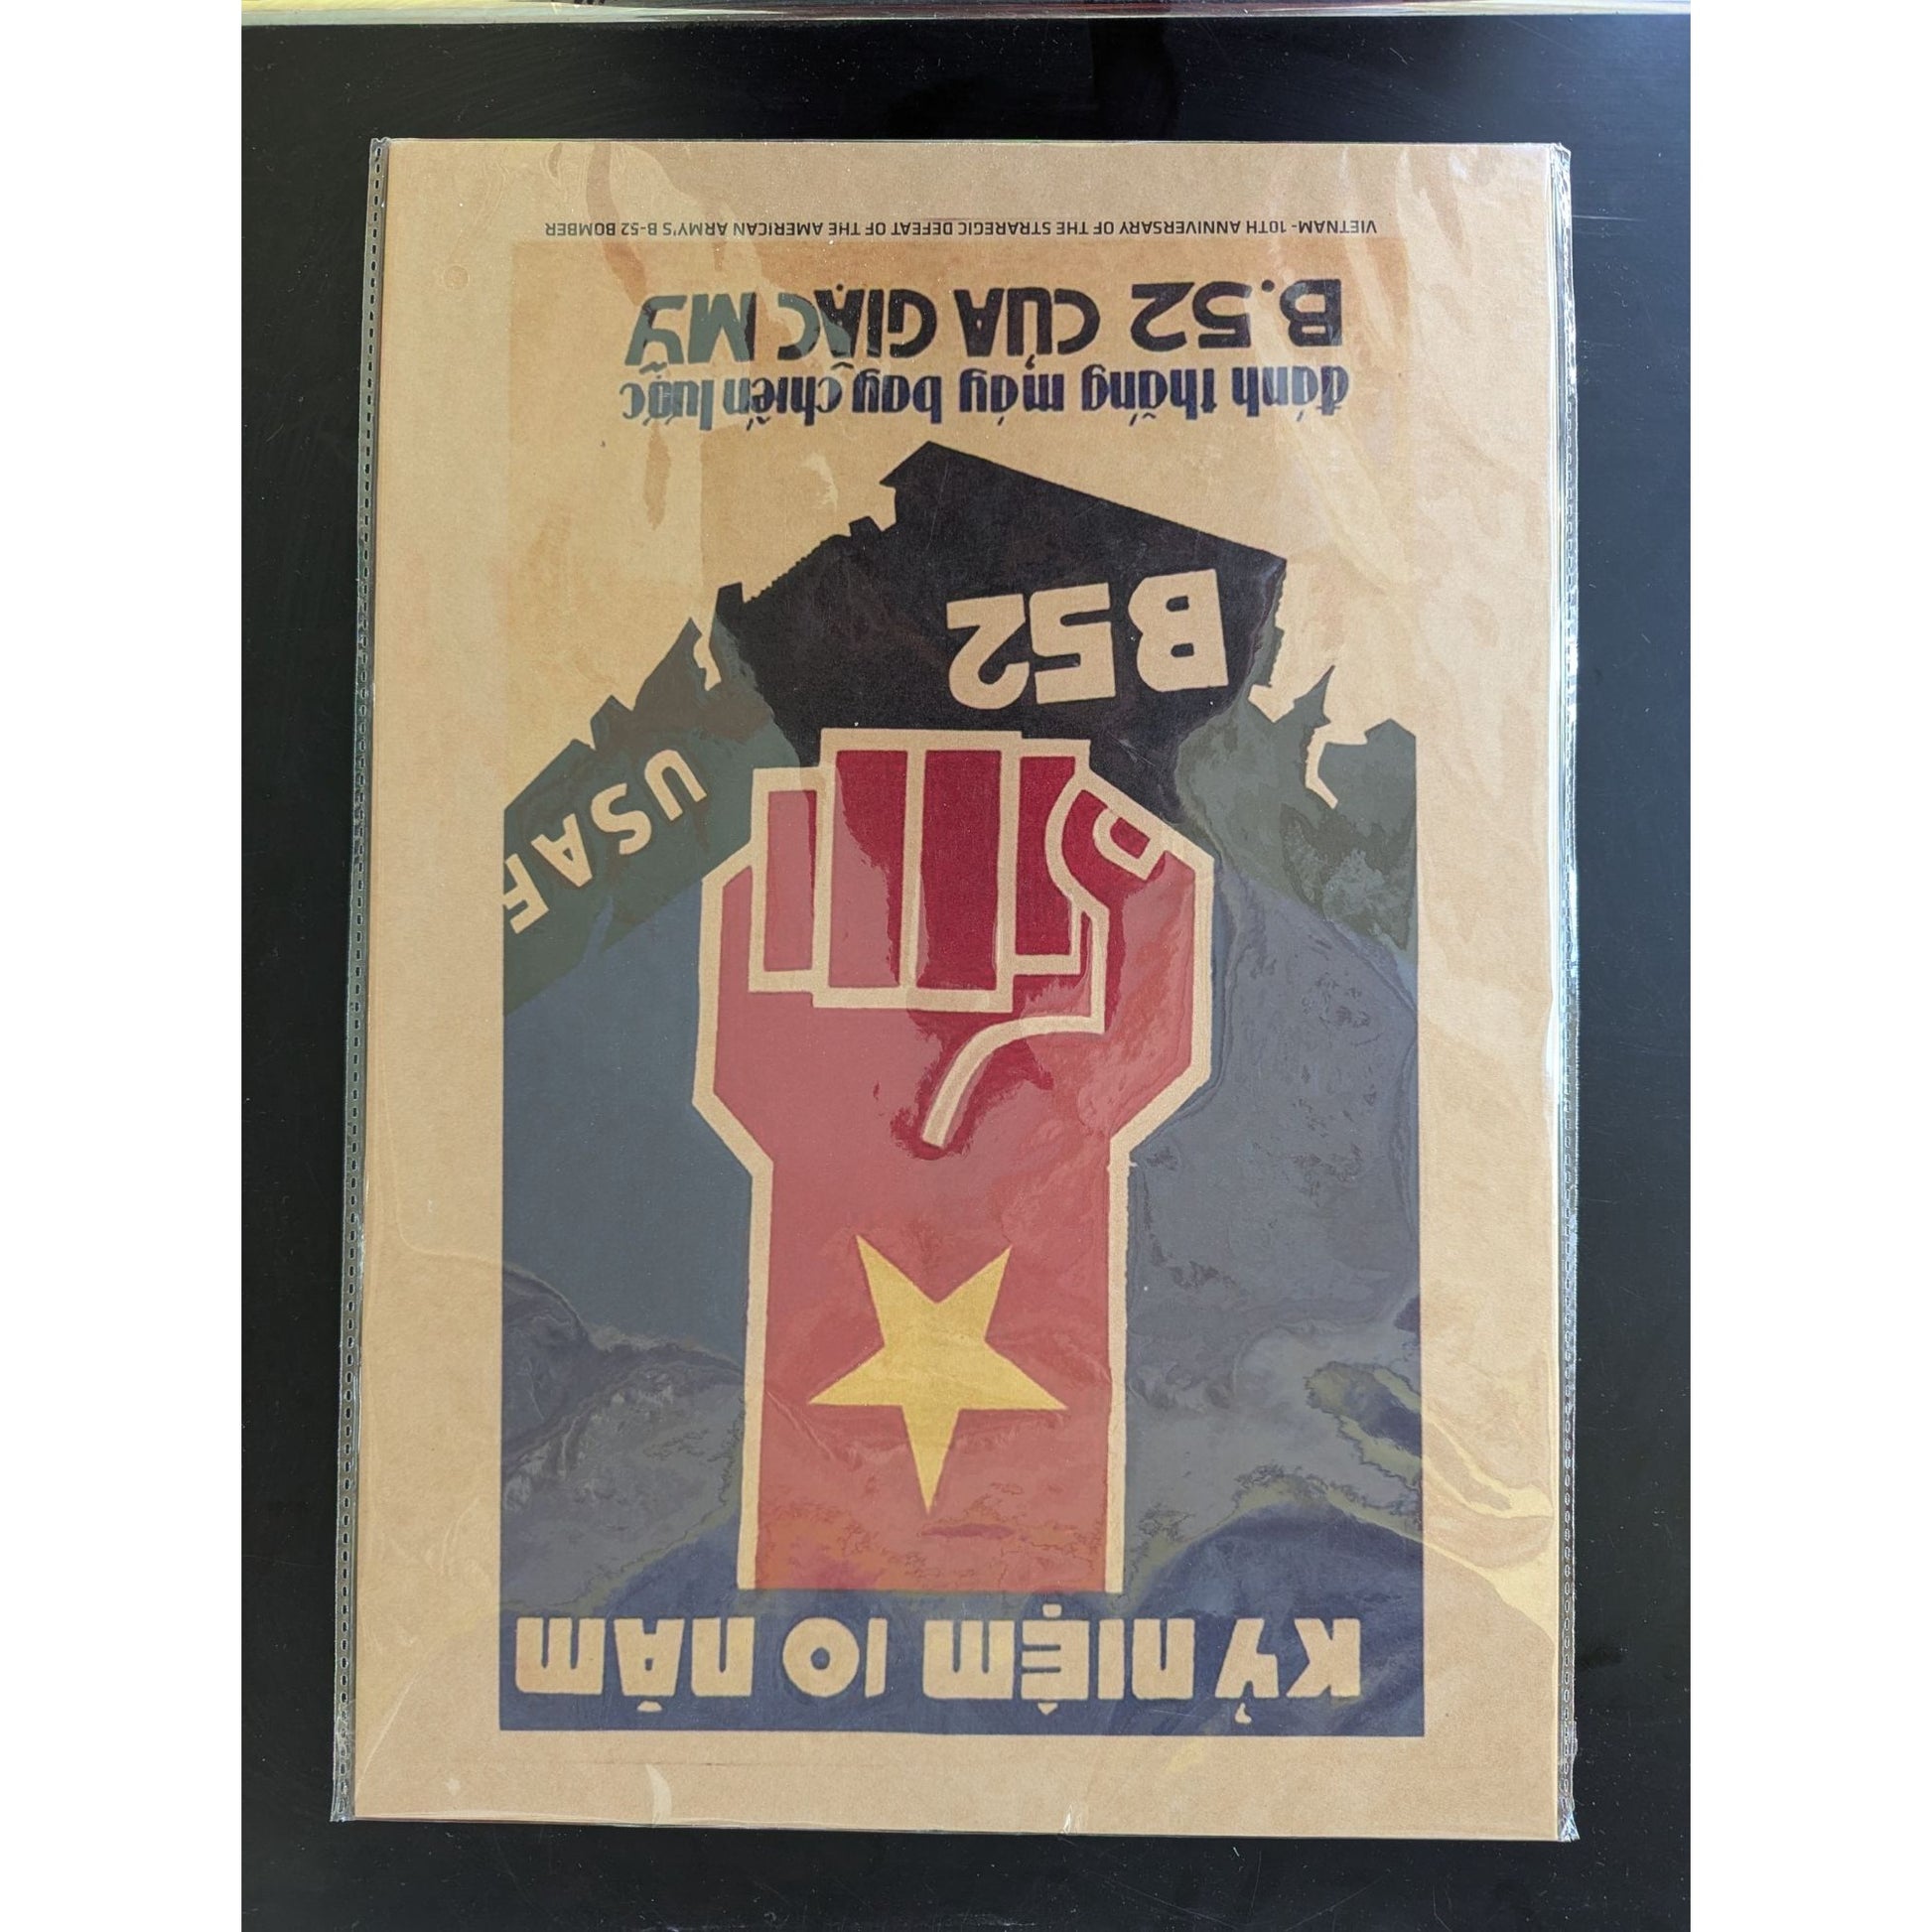 KỶ NIỆM 10 NĂM
USAF
B52
đánh thắng máy bay chiến lược
B.52 CỦA GIẶC MỸ
VIETNAM- 10TH ANNIVERSARY OF THE STRAREGIC DEFEAT OF THE AMERICAN ARMY'S B-52 BOMBER